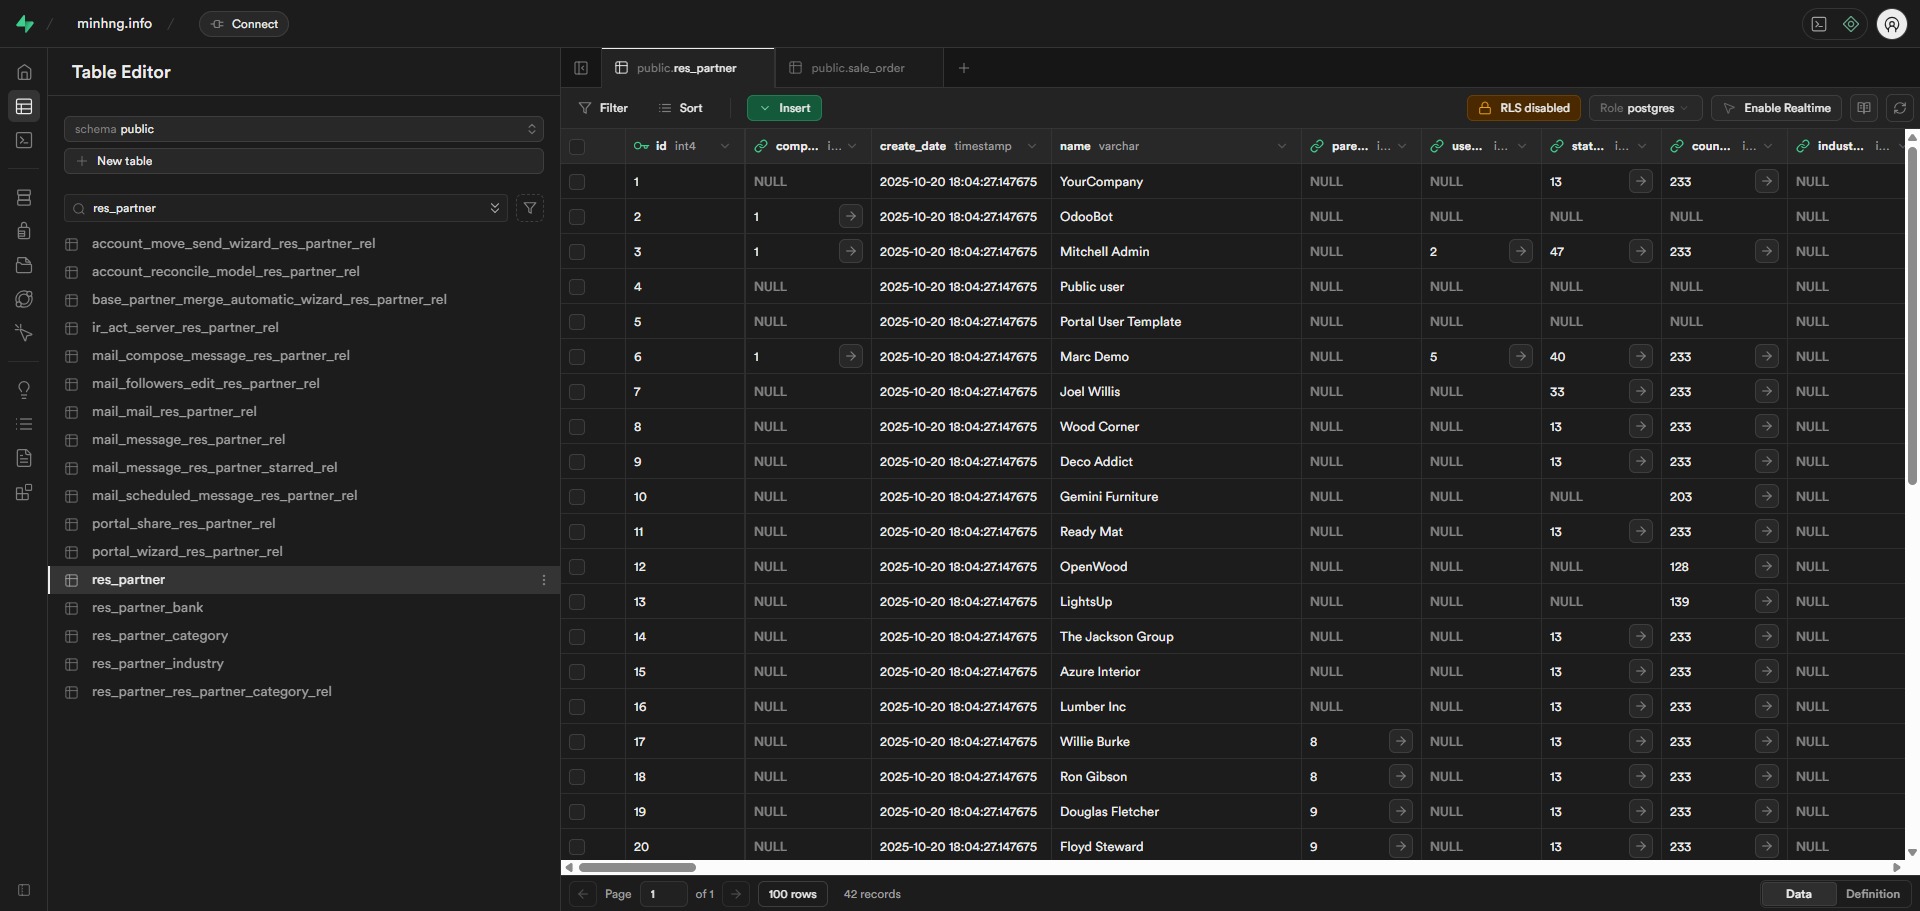 minhng.info
Connect
Table Editor
public.res_partner
public.sale_order
Filter
Sort
Insert
RLS disabled
Role postgres
Enable Realtime
schema public
New table
res_partner
account_move_send_wizard_res_partner_rel
account_reconcile_model_res_partner_rel
base_partner_merge_automatic_wizard_res_partner_rel
ir_act_server_res_partner_rel
mail_compose_message_res_partner_rel
mail_followers_edit_res_partner_rel
mail_mail_res_partner_rel
mail_message_res_partner_rel
mail_message_res_partner_starred_rel
mail_scheduled_message_res_partner_rel
portal_share_res_partner_rel
portal_wizard_res_partner_rel
res_partner
res_partner_bank
res_partner_category
res_partner_industry
res_partner_res_partner_category_rel
id int4 comp... i... create_date timestamp name varchar pare... i... use... i... stat... i... coun... i... indust... i...
1 NULL 2025-10-20 18:04:27.147675 YourCompany NULL NULL 13 233 NULL
2 1 2025-10-20 18:04:27.147675 OdooBot NULL NULL NULL NULL NULL
3 1 2025-10-20 18:04:27.147675 Mitchell Admin NULL 2 47 233 NULL
4 NULL 2025-10-20 18:04:27.147675 Public user NULL NULL NULL NULL NULL
5 NULL 2025-10-20 18:04:27.147675 Portal User Template NULL NULL NULL NULL NULL
6 1 2025-10-20 18:04:27.147675 Marc Demo NULL 5 40 233 NULL
7 NULL 2025-10-20 18:04:27.147675 Joel Willis NULL NULL 33 233 NULL
8 NULL 2025-10-20 18:04:27.147675 Wood Corner NULL NULL 13 233 NULL
9 NULL 2025-10-20 18:04:27.147675 Deco Addict NULL NULL 13 233 NULL
10 NULL 2025-10-20 18:04:27.147675 Gemini Furniture NULL NULL NULL 203 NULL
11 NULL 2025-10-20 18:04:27.147675 Ready Mat NULL NULL 13 233 NULL
12 NULL 2025-10-20 18:04:27.147675 OpenWood NULL NULL NULL 128 NULL
13 NULL 2025-10-20 18:04:27.147675 LightsUp NULL NULL NULL 139 NULL
14 NULL 2025-10-20 18:04:27.147675 The Jackson Group NULL NULL 13 233 NULL
15 NULL 2025-10-20 18:04:27.147675 Azure Interior NULL NULL 13 233 NULL
16 NULL 2025-10-20 18:04:27.147675 Lumber Inc NULL NULL 13 233 NULL
17 NULL 2025-10-20 18:04:27.147675 Willie Burke 8 NULL 13 233 NULL
18 NULL 2025-10-20 18:04:27.147675 Ron Gibson 8 NULL 13 233 NULL
19 NULL 2025-10-20 18:04:27.147675 Douglas Fletcher 9 NULL 13 233 NULL
20 NULL 2025-10-20 18:04:27.147675 Floyd Steward 9 NULL 13 233 NULL
Page 1 of 1 100 rows 42 records
Data Definition